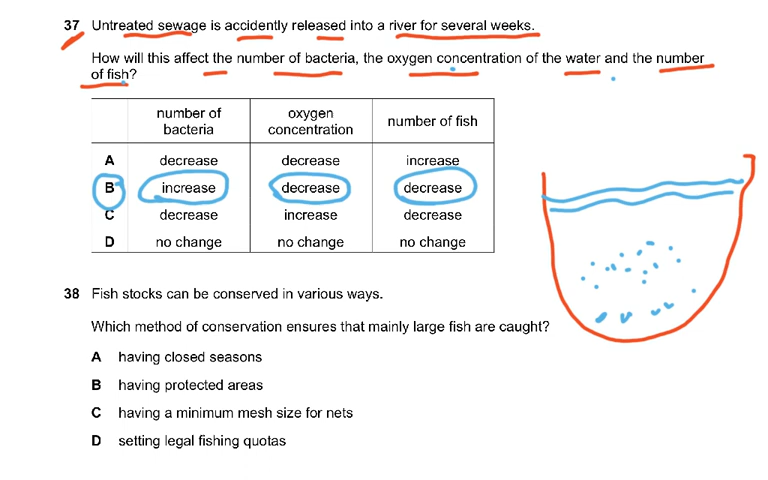 37 Untreated sewage is accidently released into a river for several weeks.
How will this affect the number of bacteria, the oxygen concentration of the water and the number
of fish?
number of
bacteria
oxygen
concentration
number of fish
A decrease decrease increase
B increase decrease decrease
C decrease increase decrease
D no change no change no change
38 Fish stocks can be conserved in various ways.
Which method of conservation ensures that mainly large fish are caught?
A having closed seasons
B having protected areas
C having a minimum mesh size for nets
D setting legal fishing quotas